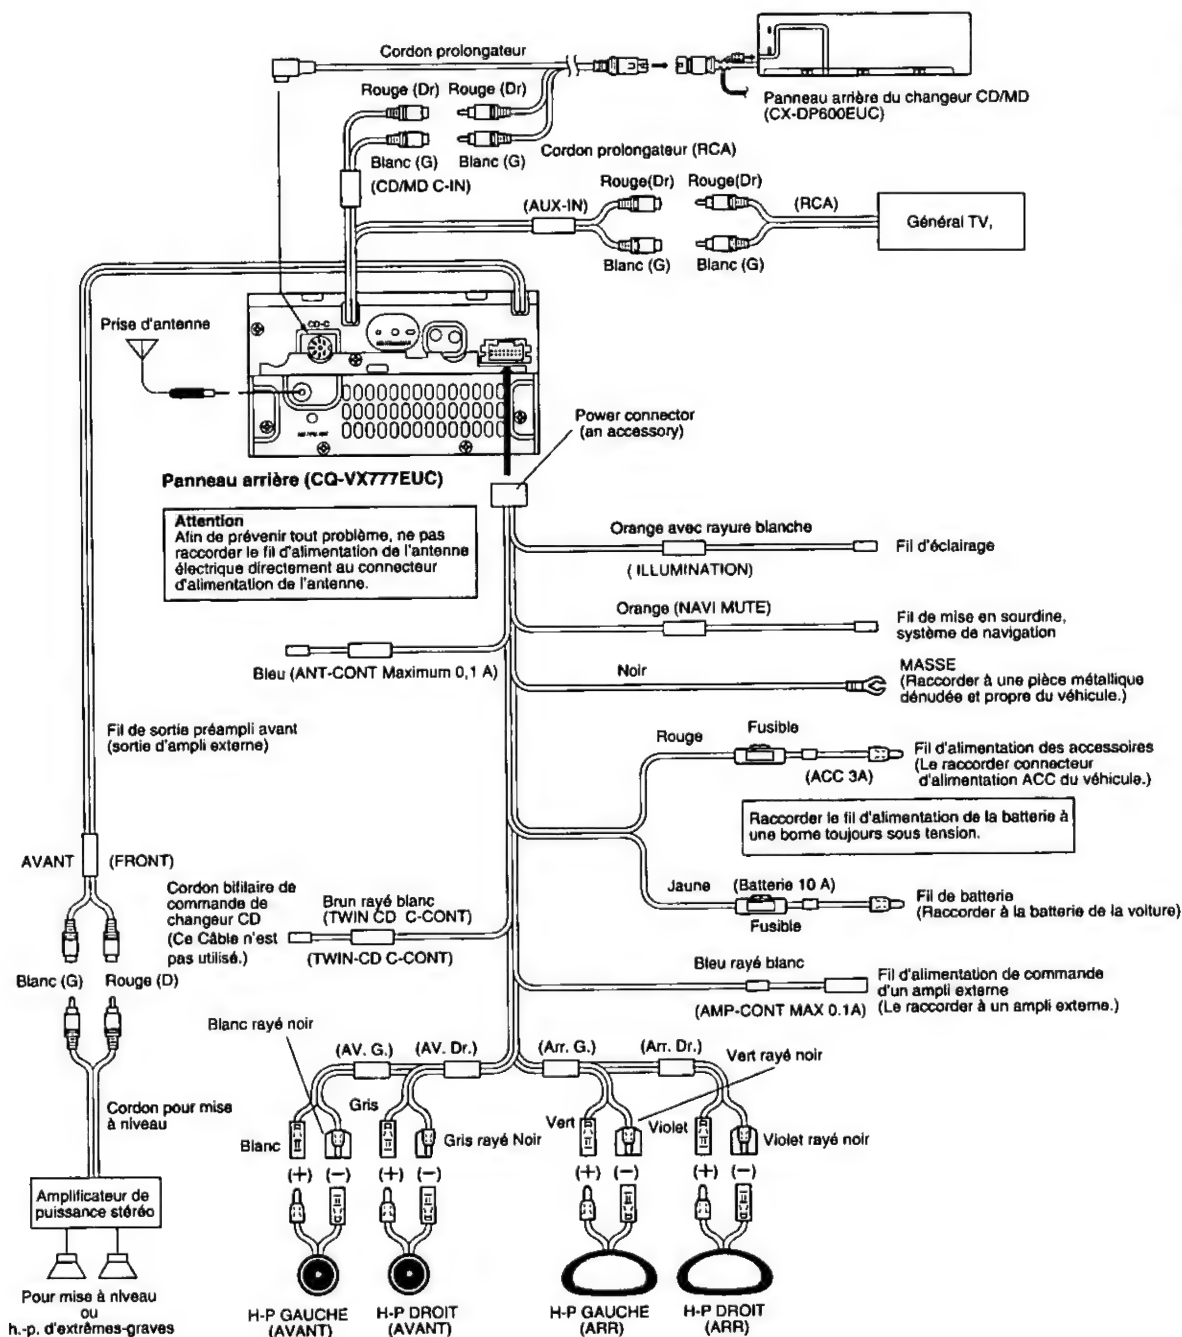 Cordon prolongateur
Rouge (Dr)
Rouge (Dr)
Panneau arrière du changeur CD/MD
(CX-DP600EUC)
Blanc (G)
Blanc (G)
Cordon prolongateur (RCA)
(CD/MD C-IN)
Rouge(Dr)
Rouge(Dr)
(AUX-IN)
(RCA)
Général TV,
Blanc (G)
Blanc (G)
Prise d'antenne
CD-C
Power connector
(an accessory)
Panneau arrière (CQ-VX777EUC)
Attention
Afin de prévenir tout problème, ne pas
raccorder le fil d'alimentation de l'antenne
électrique directement au connecteur
d'alimentation de l'antenne.
Orange avec rayure blanche
Fil d'éclairage
( ILLUMINATION)
Orange (NAVI MUTE)
Fil de mise en sourdine,
système de navigation
Bleu (ANT-CONT Maximum 0,1 A)
Noir
MASSE
(Raccorder à une pièce métallique
dénudée et propre du véhicule.)
Fil de sortie préampli avant
(sortie d'ampli externe)
Rouge
Fusible
(ACC 3A)
Fil d'alimentation des accessoires
(Le raccorder connecteur
d'alimentation ACC du véhicule.)
Raccorder le fil d'alimentation de la batterie à
une borne toujours sous tension.
AVANT
(FRONT)
Jaune
(Batterie 10 A)
Fusible
Fil de batterie
(Raccorder à la batterie de la voiture)
Cordon bifilaire de
commande de
changeur CD
(Ce Câble n'est
pas utilisé.)
Brun rayé blanc
(TWIN CD C-CONT)
(TWIN-CD C-CONT)
Blanc (G)
Rouge (D)
Bleu rayé blanc
(AMP-CONT MAX 0.1A)
Fil d'alimentation de commande
d'un ampli externe
(Le raccorder à un ampli externe.)
Blanc rayé noir
(AV. G.)
(AV. Dr.)
(Arr. G.)
(Arr. Dr.)
Vert rayé noir
Cordon pour mise
à niveau
Blanc
Gris
Gris rayé Noir
Vert
Violet
Violet rayé noir
(+)
(−)
(+)
(−)
(+)
(−)
(+)
(−)
Amplificateur de
puissance stéréo
Pour mise à niveau
ou
h.-p. d'extrêmes-graves
H-P GAUCHE
(AVANT)
H-P DROIT
(AVANT)
H-P GAUCHE
(ARR)
H-P DROIT
(ARR)